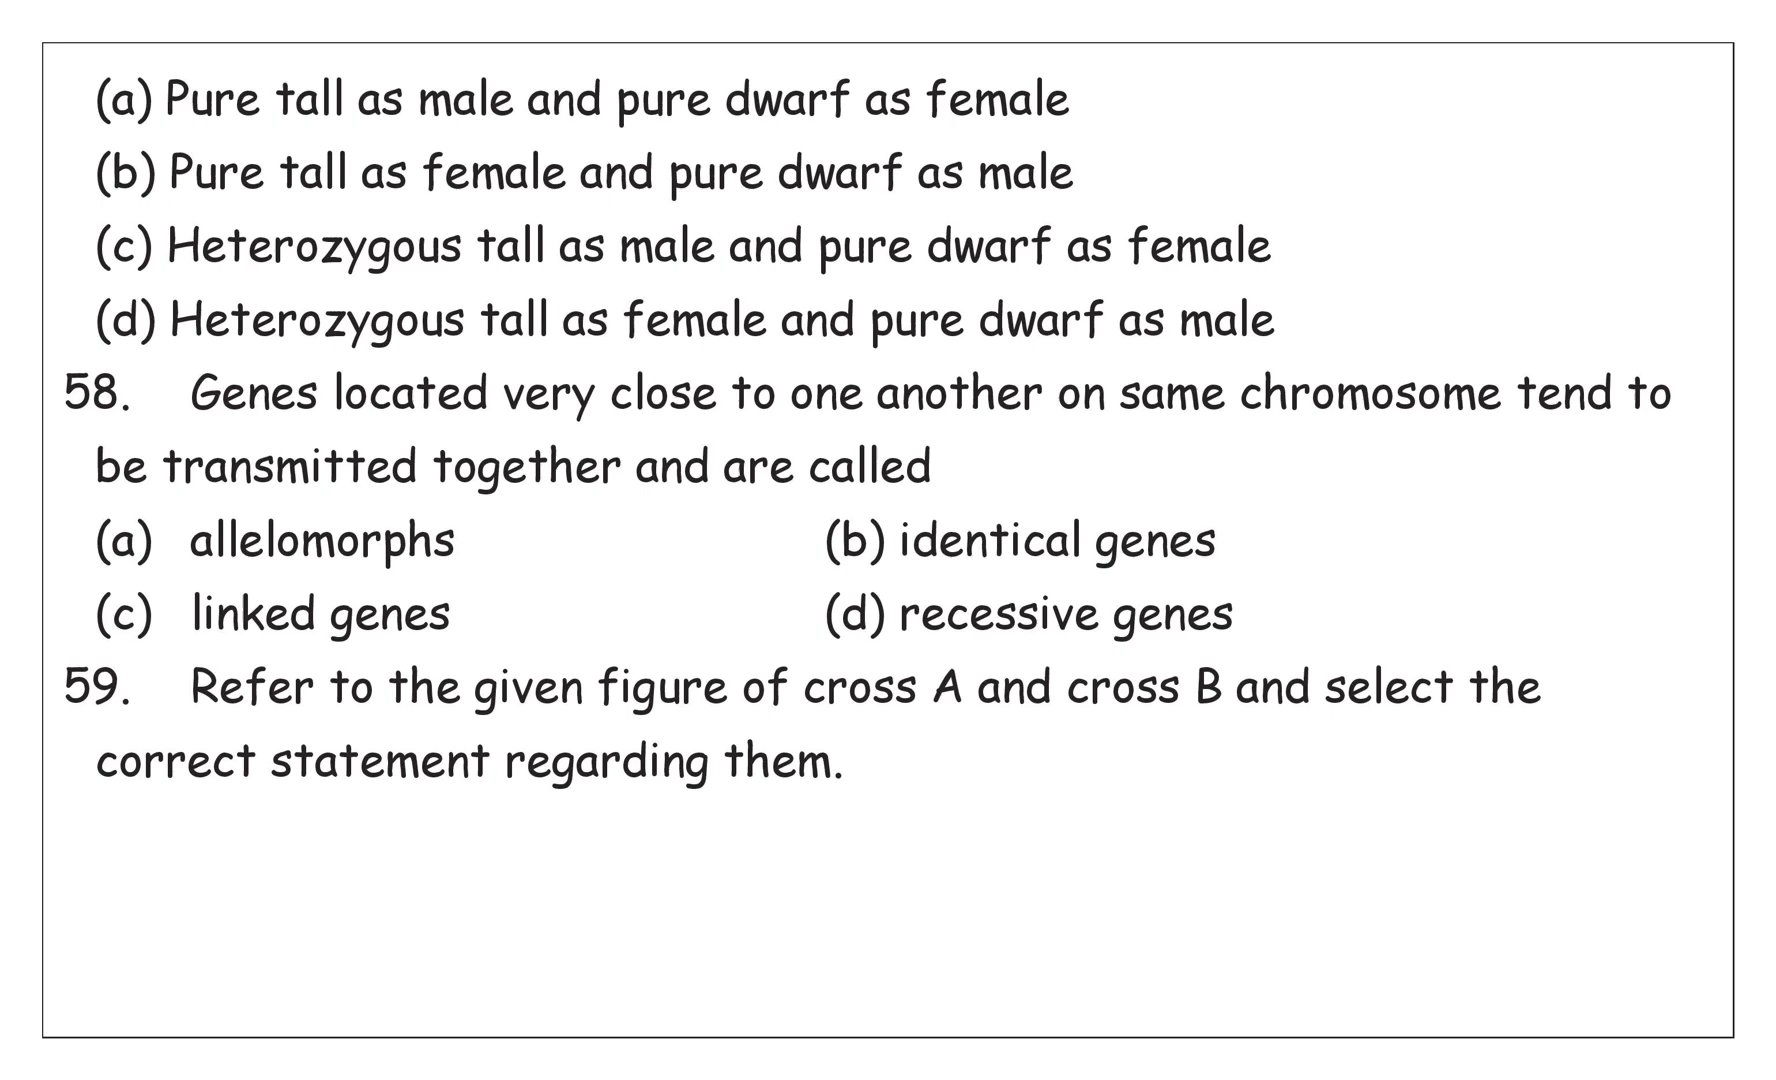 (a) Pure tall as male and pure dwarf as female
(b) Pure tall as female and pure dwarf as male
(c) Heterozygous tall as male and pure dwarf as female
(d) Heterozygous tall as female and pure dwarf as male
58. Genes located very close to one another on same chromosome tend to
be transmitted together and are called
(a) allelomorphs (b) identical genes
(c) linked genes (d) recessive genes
59. Refer to the given figure of cross A and cross B and select the
correct statement regarding them.